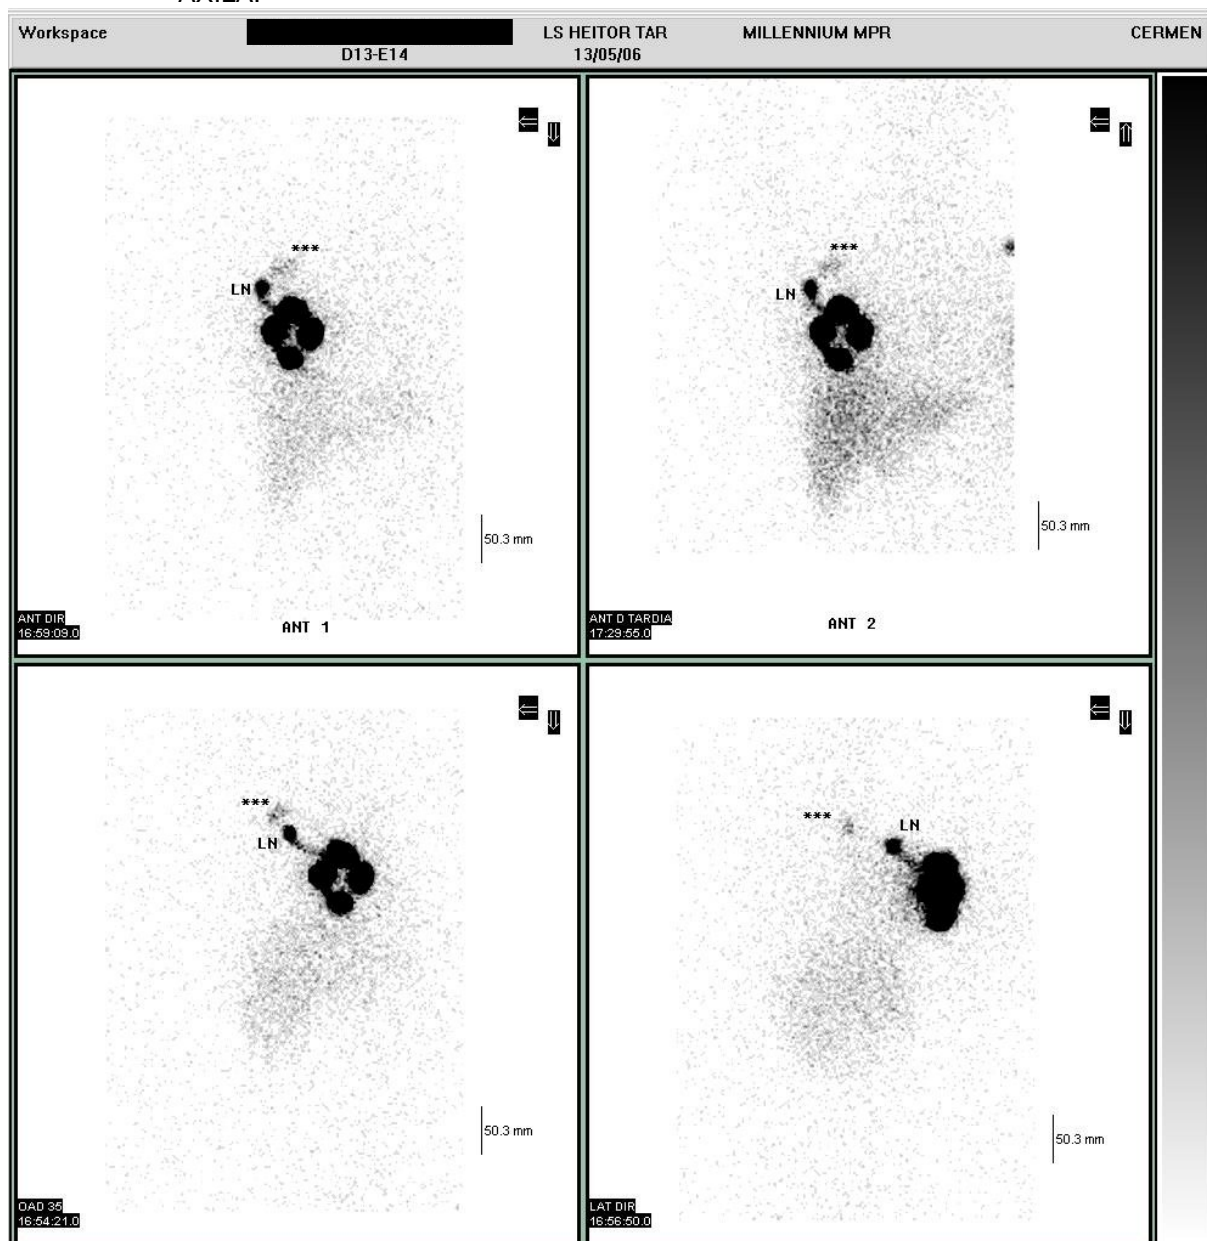 Workspace LS HEITOR TAR MILLENNIUM MPR CERMEN
D13-E14 13/05/06
***
LN
50.3 mm
ANT DIR
16:59:09.0
ANT 1
***
LN
50.3 mm
ANT D TARDIA
17:29:55.0
ANT 2
***
LN
50.3 mm
OAD 35
16:54:21.0
***
LN
50.3 mm
LAT DIR
16:56:50.0